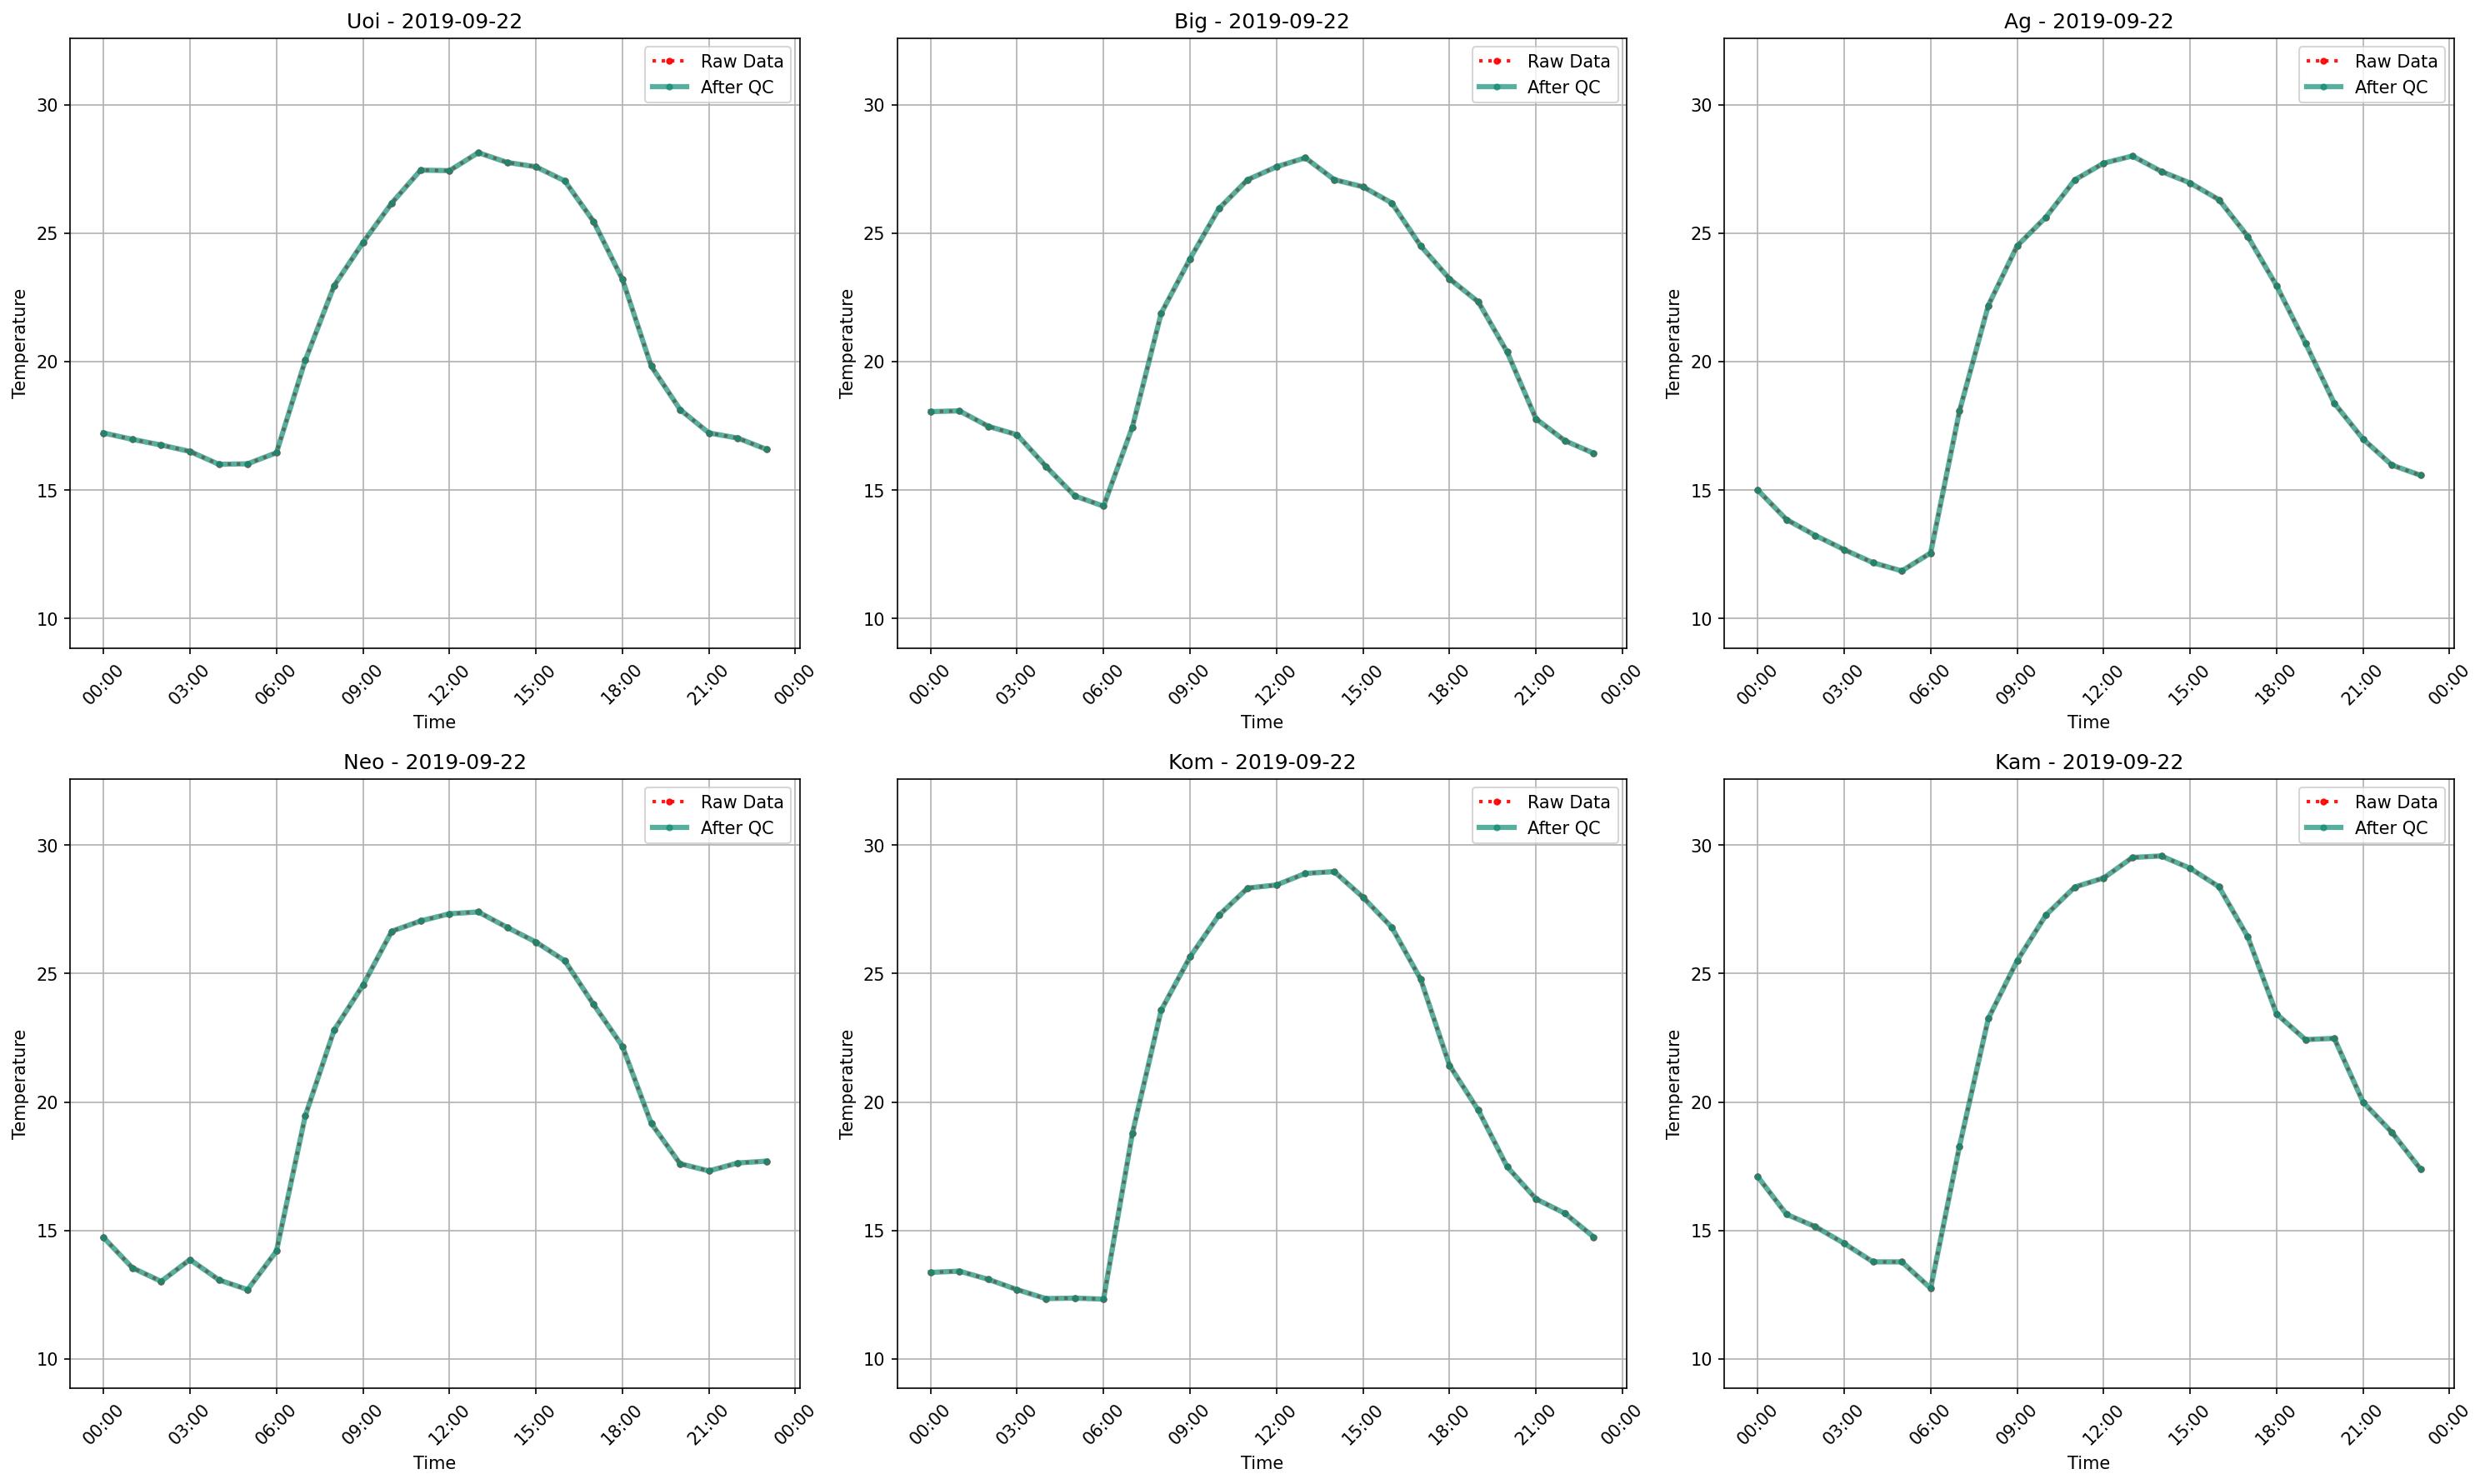 Uoi - 2019-09-22
Raw Data
After QC
Temperature
30
25
20
15
10
00:00
03:00
06:00
09:00
12:00
15:00
18:00
21:00
00:00
Time
Big - 2019-09-22
Raw Data
After QC
Temperature
30
25
20
15
10
00:00
03:00
06:00
09:00
12:00
15:00
18:00
21:00
00:00
Time
Ag - 2019-09-22
Raw Data
After QC
Temperature
30
25
20
15
10
00:00
03:00
06:00
09:00
12:00
15:00
18:00
21:00
00:00
Time
Neo - 2019-09-22
Raw Data
After QC
Temperature
30
25
20
15
10
00:00
03:00
06:00
09:00
12:00
15:00
18:00
21:00
00:00
Time
Kom - 2019-09-22
Raw Data
After QC
Temperature
30
25
20
15
10
00:00
03:00
06:00
09:00
12:00
15:00
18:00
21:00
00:00
Time
Kam - 2019-09-22
Raw Data
After QC
Temperature
30
25
20
15
10
00:00
03:00
06:00
09:00
12:00
15:00
18:00
21:00
00:00
Time